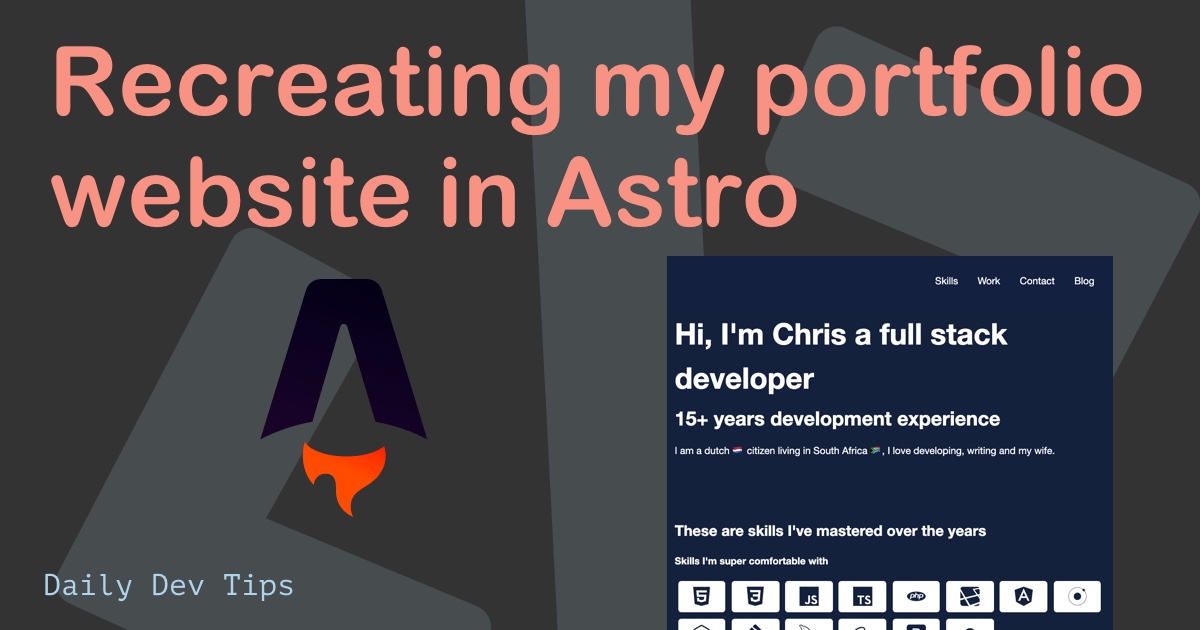 Recreating my portfolio
website in Astro
Skills Work Contact Blog
Hi, I'm Chris a full stack
developer
15+ years development experience
I am a dutch 🇳🇱 citizen living in South Africa 🇿🇦, I love developing, writing and my wife.
These are skills I've mastered over the years
Skills I'm super comfortable with
JS TS php
Daily Dev Tips